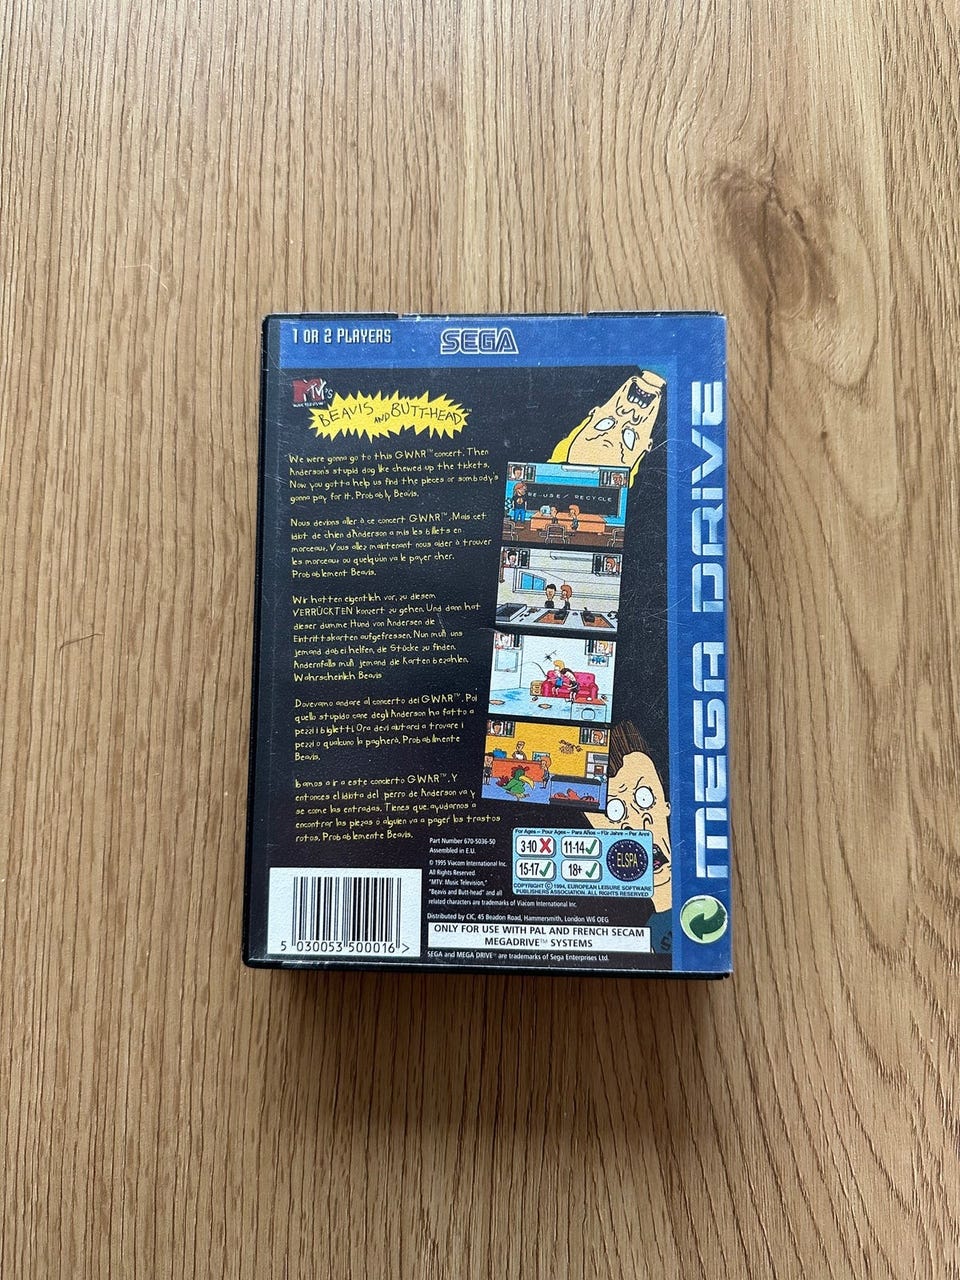 1 OR 2 PLAYERS
SEGA
MTV's
MUSIC TELEVISION
BEAVIS AND BUTT-HEAD™
We were gonna go to this GWAR™ concert. Then
Anderson's stupid dog like chewed up the tickets.
Now you gotta help us find the pieces or sombody's
gonna pay for it. Probably Beavis.
Nous devions aller à ce concert GWAR™. Mais cet
idiot de chien d'Anderson a mis les billets en
morceaux. Vous allez maintenant nous aider à trouver
les morceaux ou quelqu'un va le payer cher.
Probablement Beavis.
Wir hatten eigentlich vor, zu diesem
VERRÜCKTEN konzert zu gehen. Und dann hat
dieser dumme Hund von Andersen die
Eintrittskarten aufgefressen. Nun muß uns
jemand dabei helfen, die Stücke zu finden.
Andernfalls muß jemand die Karten bezahlen.
Wahrscheinlich Beavis
Dovevamo andare al concerto dei GWAR™. Poi
quello stupido cane degli Anderson ha fatto a
pezzi i biglietti. Ora devi aiutarci a trovare i
pezzi o qualcuno la pagherà. Probabilmente
Beavis.
Ibamos a ir a este concierto GWAR™. Y
entonces el idiota del perro de Anderson va y
se come las entradas. Tienes que ayudarnos a
encontrar las piezas o alguien va a pagar los trastos
rotos. Probablemente Beavis.
RE-USE/ RECYCLE
MEGA DRIVE
Part Number 670-5036-50
Assembled in E.U.
© 1995 Viacom International Inc.
All Rights Reserved.
"MTV: Music Television,"
"Beavis and Butt-head" and all
related characters are trademarks of Viacom International Inc.
For Ages – Pour Ages – Para Años – Für Jahre – Per Anni
3-10 11-14
15-17 18+
ELSPA
COPYRIGHT © 1994, EUROPEAN LEISURE SOFTWARE
PUBLISHERS ASSOCIATION. ALL RIGHTS RESERVED
Distributed by CIC, 45 Beadon Road, Hammersmith, London W6 OEG
ONLY FOR USE WITH PAL AND FRENCH SECAM
MEGADRIVE™ SYSTEMS
SEGA and MEGA DRIVE™ are trademarks of Sega Enterprises Ltd.
5 030053 500016 >